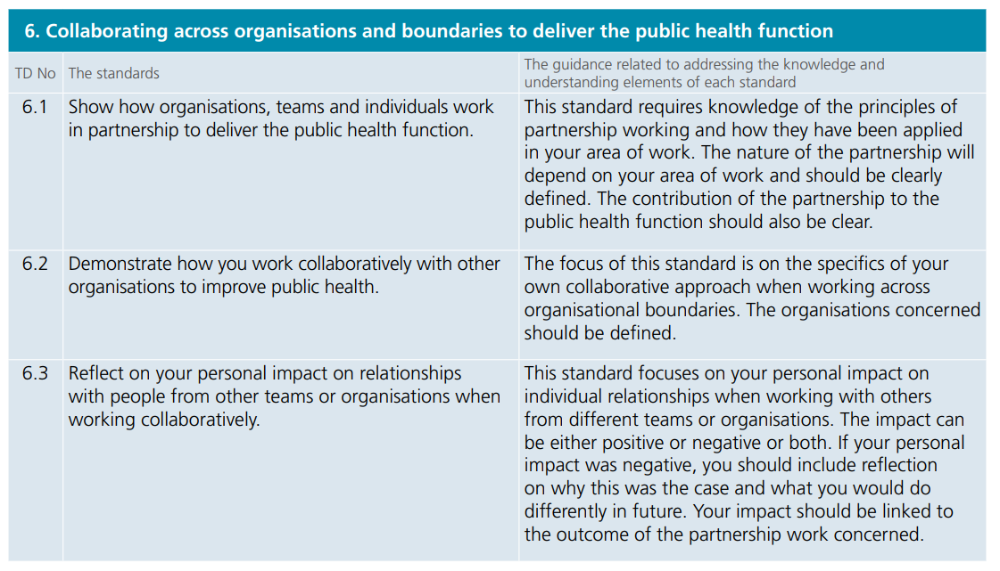 6. Collaborating across organisations and boundaries to deliver the public health function
TD No The standards
The guidance related to addressing the knowledge and
understanding elements of each standard
6.1 Show how organisations, teams and individuals work
in partnership to deliver the public health function.
This standard requires knowledge of the principles of
partnership working and how they have been applied
in your area of work. The nature of the partnership will
depend on your area of work and should be clearly
defined. The contribution of the partnership to the
public health function should also be clear.
6.2 Demonstrate how you work collaboratively with other
organisations to improve public health.
The focus of this standard is on the specifics of your
own collaborative approach when working across
organisational boundaries. The organisations concerned
should be defined.
6.3 Reflect on your personal impact on relationships
with people from other teams or organisations when
working collaboratively.
This standard focuses on your personal impact on
individual relationships when working with others
from different teams or organisations. The impact can
be either positive or negative or both. If your personal
impact was negative, you should include reflection
on why this was the case and what you would do
differently in future. Your impact should be linked to
the outcome of the partnership work concerned.